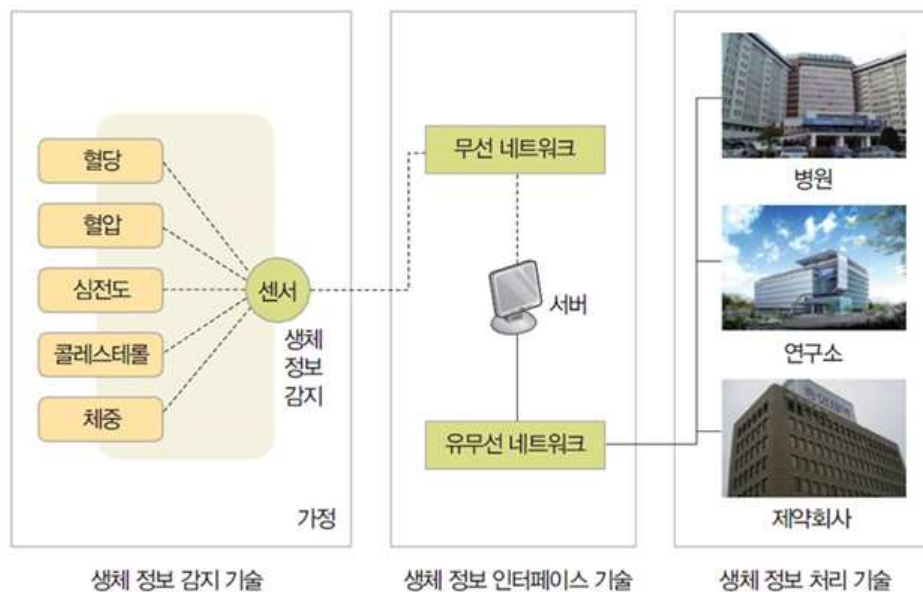 혈당
혈압
심전도
콜레스테롤
체중
센서
생체
정보
감지
가정
생체 정보 감지 기술
무선 네트워크
서버
유무선 네트워크
생체 정보 인터페이스 기술
병원
연구소
제약회사
생체 정보 처리 기술